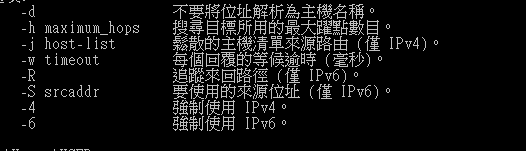 -d 不要將位址解析為主機名稱。
-h maximum_hops 搜尋目標所用的最大躍點數目。
-j host-list 鬆散的主機清單來源路由 (僅 IPv4)。
-w timeout 每個回覆的等候逾時 (毫秒)。
-R 追蹤來回路徑 (僅 IPv6)。
-S srcaddr 要使用的來源位址 (僅 IPv6)。
-4 強制使用 IPv4。
-6 強制使用 IPv6。